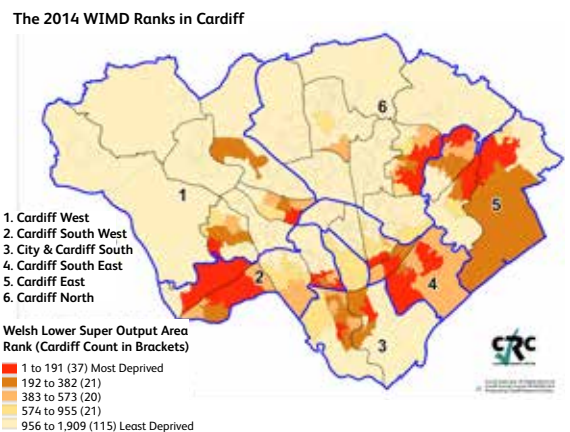 The 2014 WIMD Ranks in Cardiff
6
1
5
2
4
3
1. Cardiff West
2. Cardiff South West
3. City & Cardiff South
4. Cardiff South East
5. Cardiff East
6. Cardiff North
Welsh Lower Super Output Area
Rank (Cardiff Count in Brackets)
1 to 191 (37) Most Deprived
192 to 382 (21)
383 to 573 (20)
574 to 955 (21)
956 to 1,909 (115) Least Deprived
CRC